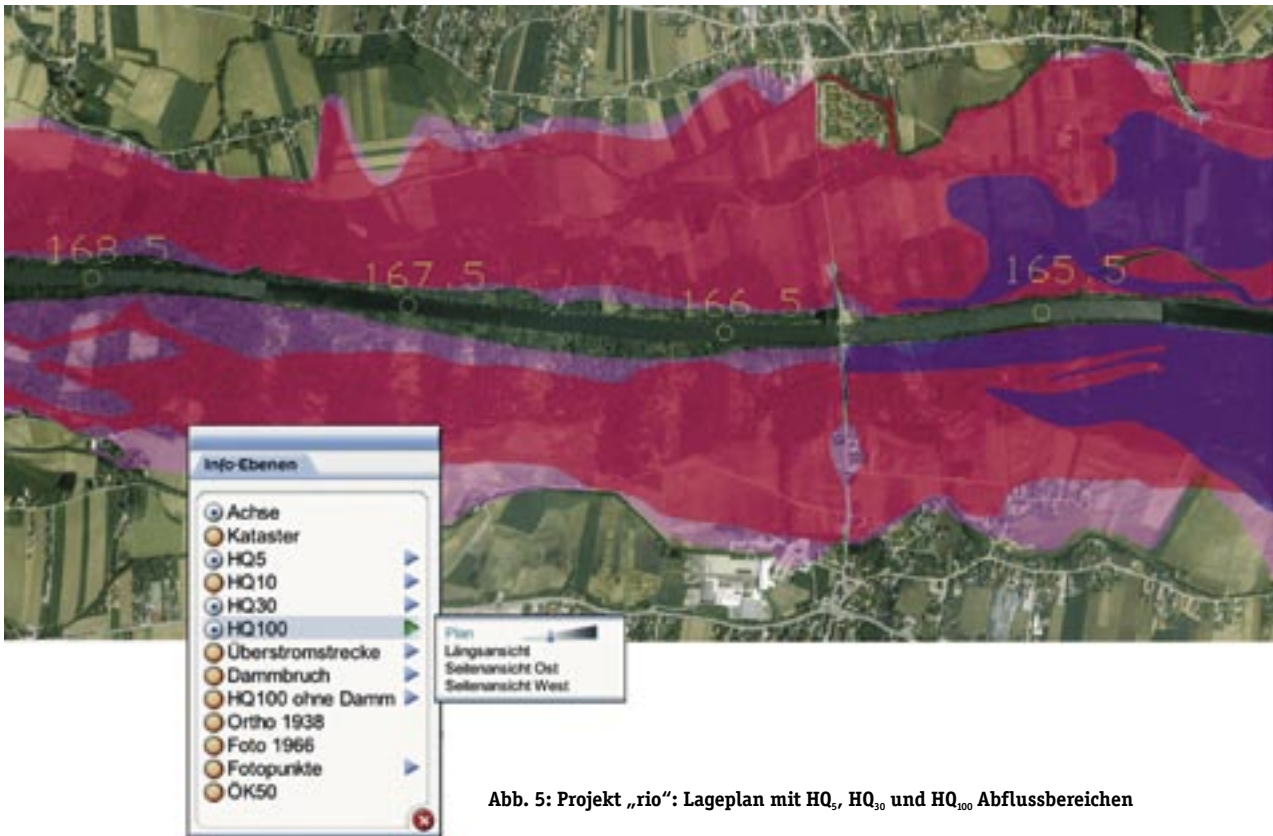 168.5
167.5
166.5
165.5
Info-Ebenen
Achse
Kataster
HQ5
HQ10
HQ30
HQ100
Überstromstrecke
Dammbruch
HQ100 ohne Damm
Ortho 1938
Foto 1966
Fotopunkte
ÖK50
Plan
Längsansicht
Seitenansicht Ost
Seitenansicht West
Abb. 5: Projekt „rio“: Lageplan mit HQ₅, HQ₃₀ und HQ₁₀₀ Abflussbereichen